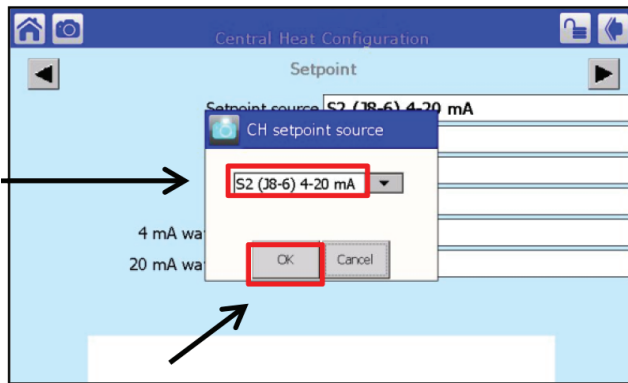 Central Heat Configuration
Setpoint
Setpoint source S2 (J8-6) 4-20 mA
CH setpoint source
S2 (J8-6) 4-20 mA
4 mA wa
20 mA wa
OK Cancel